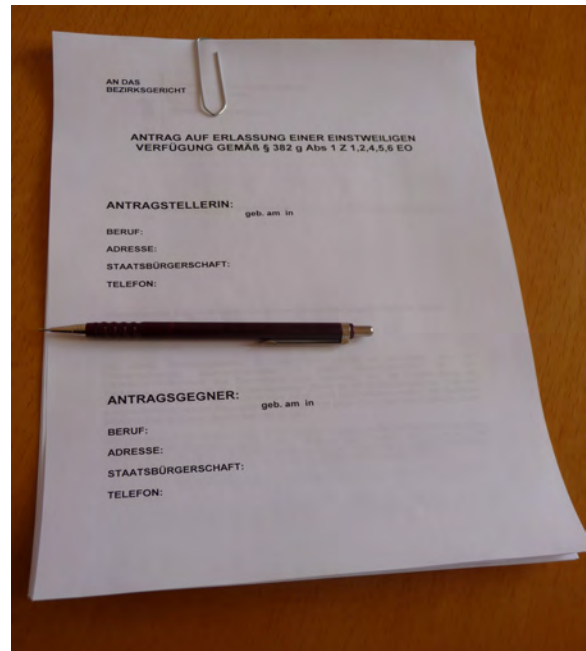 AN DAS
BEZIRKSGERICHT
ANTRAG AUF ERLASSUNG EINER EINSTWEILIGEN
VERFÜGUNG GEMÄß § 382 g Abs 1 Z 1,2,4,5,6 EO
ANTRAGSTELLERIN:
geb. am in
BERUF:
ADRESSE:
STAATSBÜRGERSCHAFT:
TELEFON:
ANTRAGSGEGNER:
geb. am in
BERUF:
ADRESSE:
STAATSBÜRGERSCHAFT:
TELEFON: